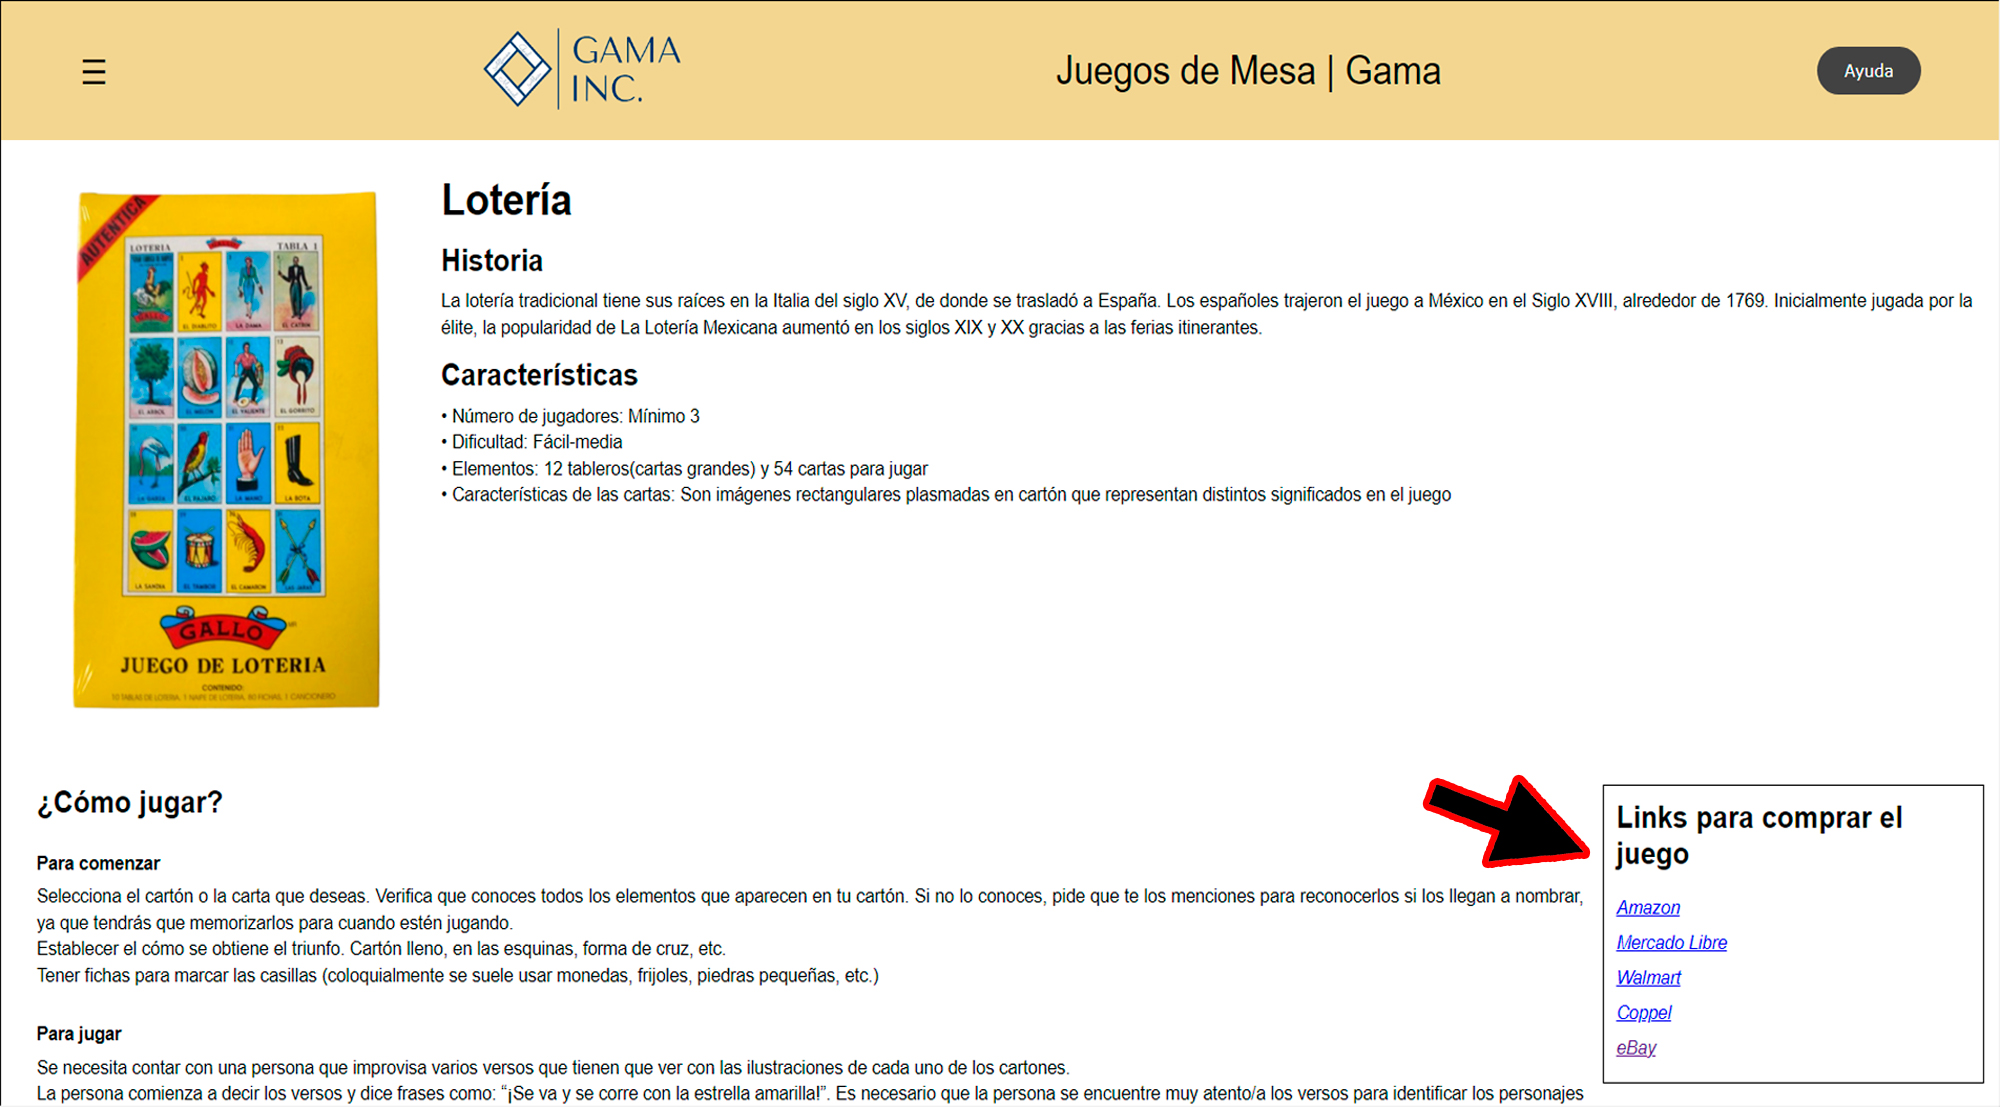 ☰
GAMA
INC.
Juegos de Mesa | Gama
Ayuda
AUTENTICA
LOTERIA
TABLA 1
GALLO
EL DIABLITO
LA DAMA
EL CATRIN
EL ARBOL
EL MELON
EL VALIENTE
EL GORRITO
LA GARZA
EL PAJARO
LA MANO
LA BOTA
LA SANDIA
EL TAMBOR
EL CAMARON
LAS JARAS
GALLO
JUEGO DE LOTERIA
CONTENIDO:
10 TABLAS DE LOTERIA, 1 NAIPE DE LOTERIA, 80 FICHAS, 1 CANCIONERO
Lotería
Historia
La lotería tradicional tiene sus raíces en la Italia del siglo XV, de donde se trasladó a España. Los españoles trajeron el juego a México en el Siglo XVIII, alrededor de 1769. Inicialmente jugada por la
élite, la popularidad de La Lotería Mexicana aumentó en los siglos XIX y XX gracias a las ferias itinerantes.
Características
• Número de jugadores: Mínimo 3
• Dificultad: Fácil-media
• Elementos: 12 tableros(cartas grandes) y 54 cartas para jugar
• Características de las cartas: Son imágenes rectangulares plasmadas en cartón que representan distintos significados en el juego
¿Cómo jugar?
Para comenzar
Selecciona el cartón o la carta que deseas. Verifica que conoces todos los elementos que aparecen en tu cartón. Si no lo conoces, pide que te los menciones para reconocerlos si los llegan a nombrar,
ya que tendrás que memorizarlos para cuando estén jugando.
Establecer el cómo se obtiene el triunfo. Cartón lleno, en las esquinas, forma de cruz, etc.
Tener fichas para marcar las casillas (coloquialmente se suele usar monedas, frijoles, piedras pequeñas, etc.)
Para jugar
Se necesita contar con una persona que improvisa varios versos que tienen que ver con las ilustraciones de cada uno de los cartones.
La persona comienza a decir los versos y dice frases como: “¡Se va y se corre con la estrella amarilla!”. Es necesario que la persona se encuentre muy atento/a los versos para identificar los personajes
Links para comprar el
juego
Amazon
Mercado Libre
Walmart
Coppel
eBay